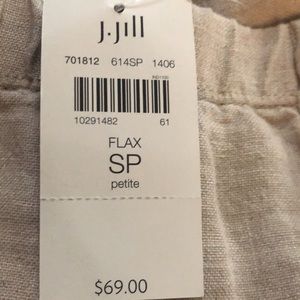 J.Jill
701812 614SP 1406
10291482 61
FLAX
SP
petite
$69.00